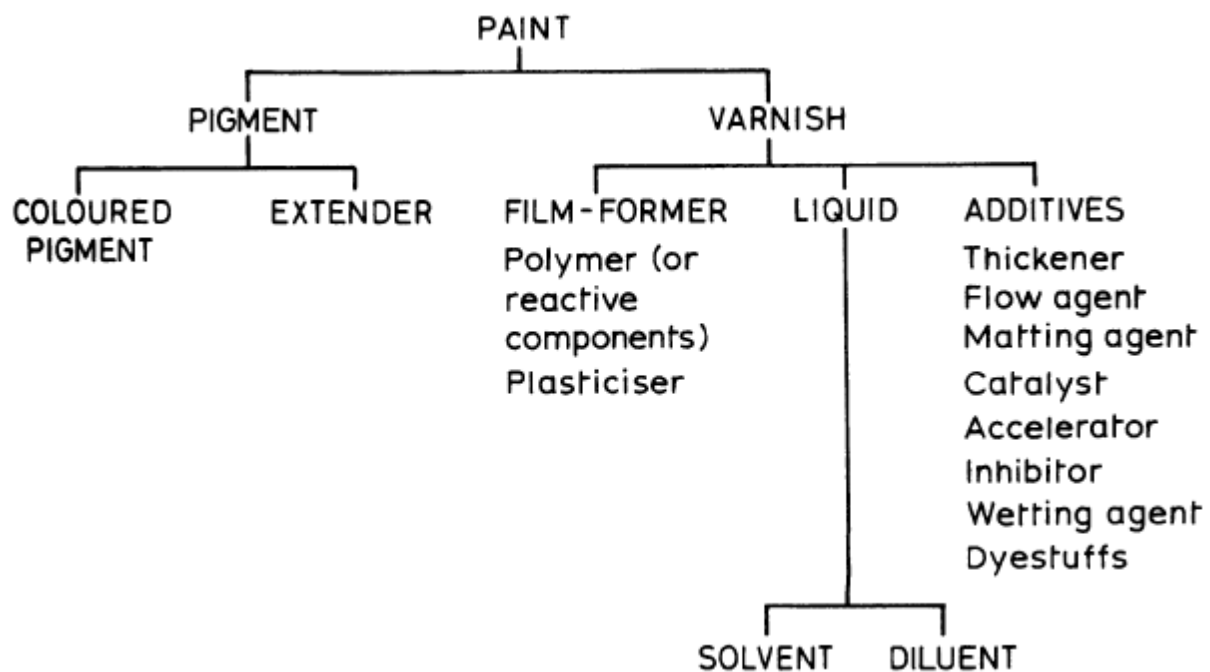 PAINT
PIGMENT
VARNISH
COLOURED
PIGMENT
EXTENDER
FILM-FORMER
Polymer (or
reactive
components)
Plasticiser
LIQUID
ADDITIVES
Thickener
Flow agent
Matting agent
Catalyst
Accelerator
Inhibitor
Wetting agent
Dyestuffs
SOLVENT
DILUENT